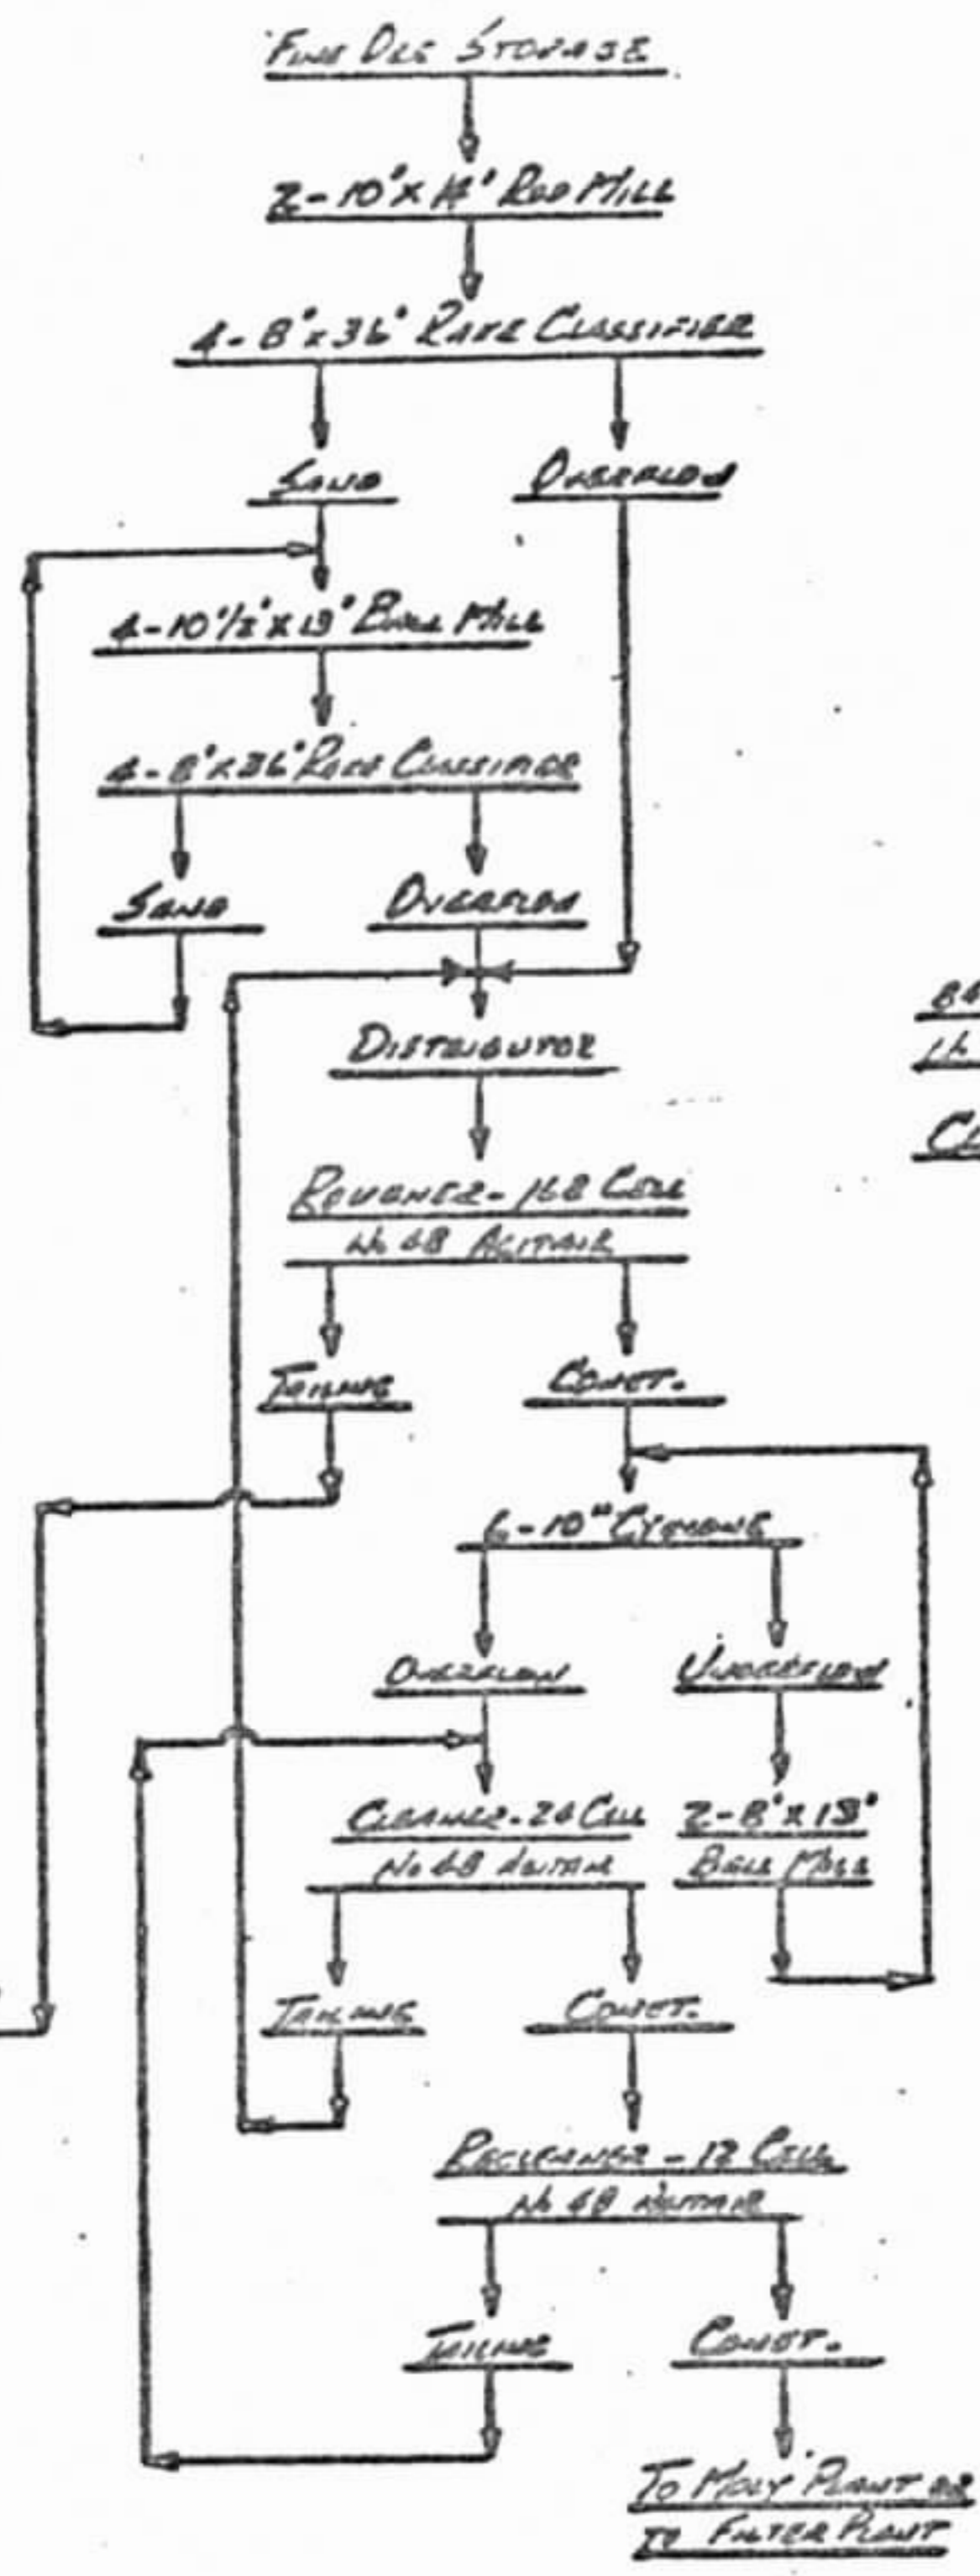 FINE ORE STORAGE
2-10'X14' ROD MILL
4-8'X36' RAKE CLASSIFIER
SAND
OVERFLOW
4-10 1/2'X13' BALL MILL
4-8'X36' RAKE CLASSIFIER
SAND
OVERFLOW
DISTRIBUTOR
ROUGHER-168 CELL
No 48 AGITAIR
TAILING
CONCT.
6-10" CYCLONE
OVERFLOW
UNDERFLOW
CLEANER-24 CELL
No 48 AGITAIR
2-8'X13'
BALL MILL
TAILING
CONCT.
RECLEANER-12 CELL
No 48 AGITAIR
TAILING
CONCT.
TO MOLY PLANT OR
TO FILTER PLANT